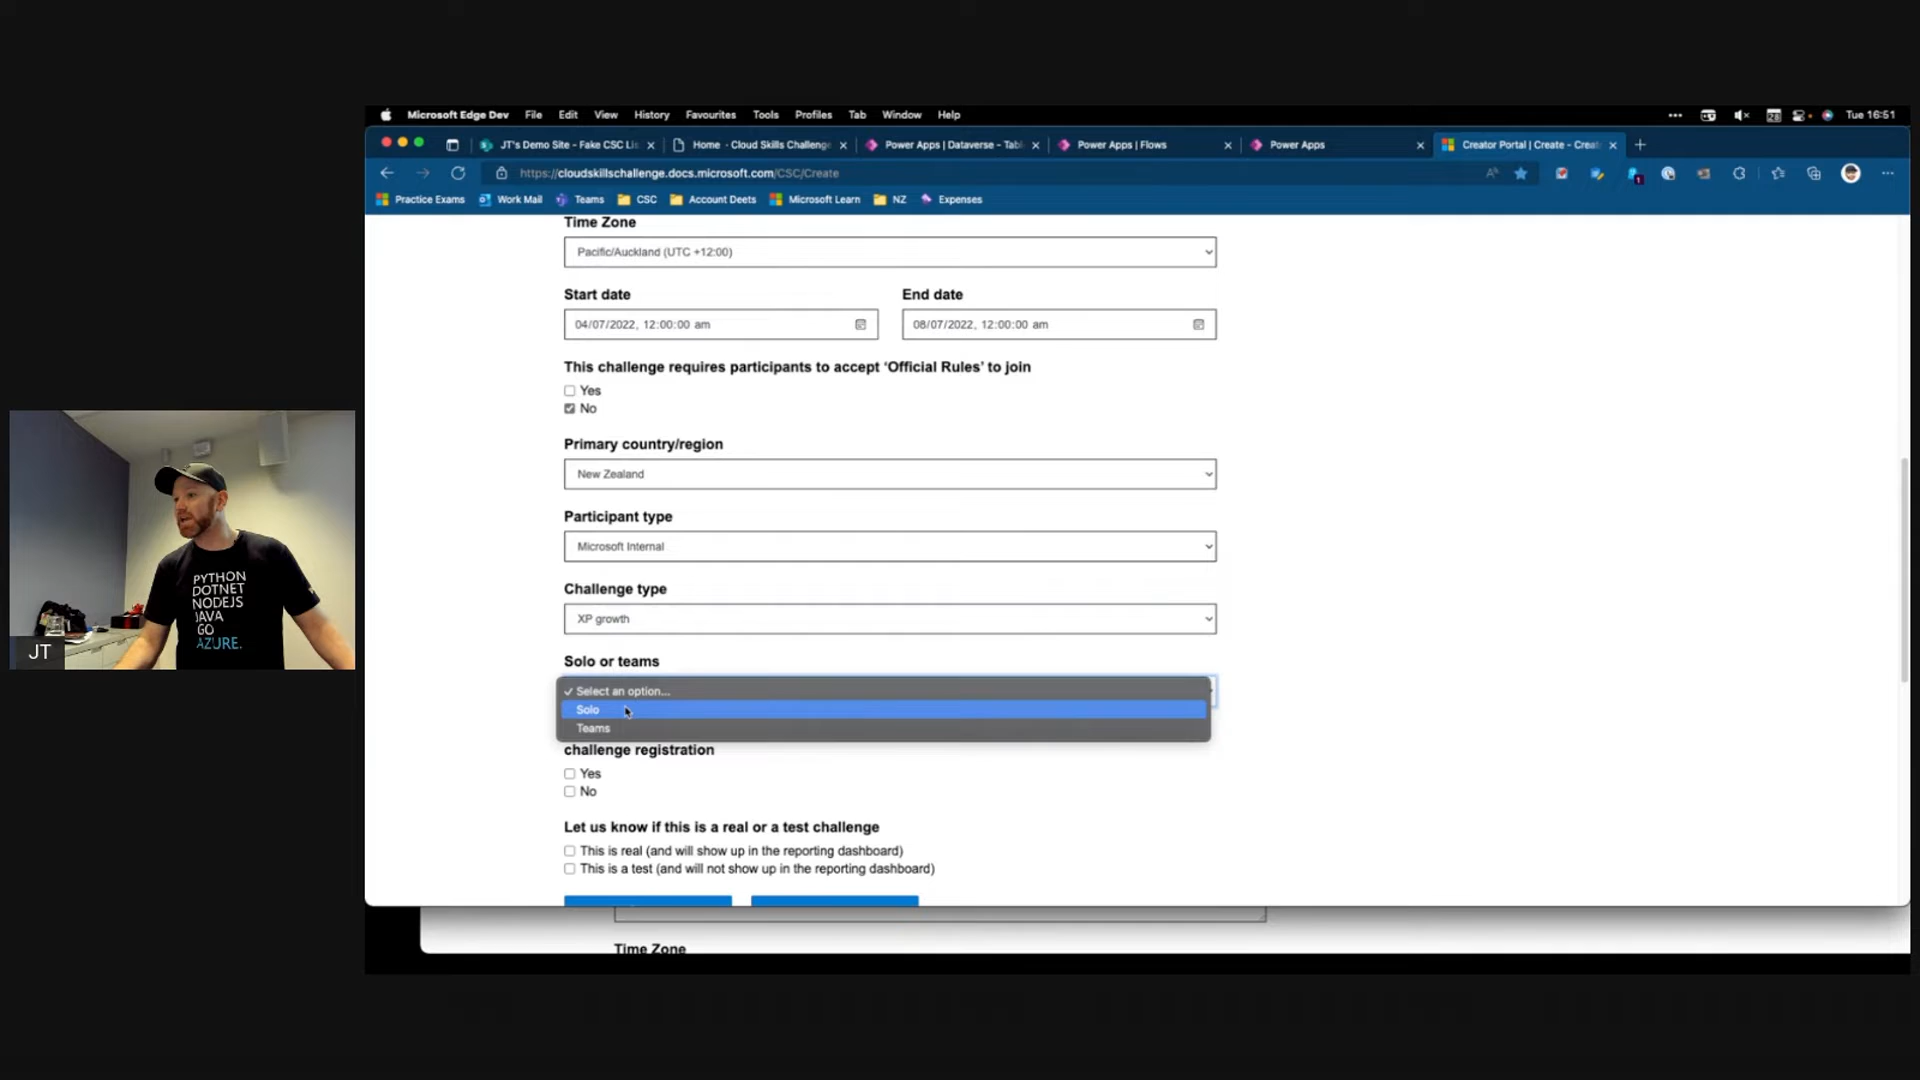 Microsoft Edge Dev File Edit View History Favourites Tools Profiles Tab Window Help
28 Tue 16:51
JT's Demo Site - Fake CSC Lis Home - Cloud Skills Challenge Power Apps | Dataverse - Tabl Power Apps | Flows Power Apps Creator Portal | Create - Creat
https://cloudskillschallenge.docs.microsoft.com/CSC/Create
1
Practice Exams Work Mail Teams CSC Account Deets Microsoft Learn NZ Expenses
Time Zone
Pacific/Auckland (UTC +12:00)
Start date End date
04/07/2022, 12:00:00 am 08/07/2022, 12:00:00 am
This challenge requires participants to accept ‘Official Rules’ to join
Yes
No
Primary country/region
New Zealand
Participant type
Microsoft Internal
Challenge type
XP growth
Solo or teams
✓ Select an option...
Solo
Teams
challenge registration
Yes
No
Let us know if this is a real or a test challenge
This is real (and will show up in the reporting dashboard)
This is a test (and will not show up in the reporting dashboard)
Time Zone
PYTHON
DOTNET
NODEJS
JAVA
GO
AZURE.
JT